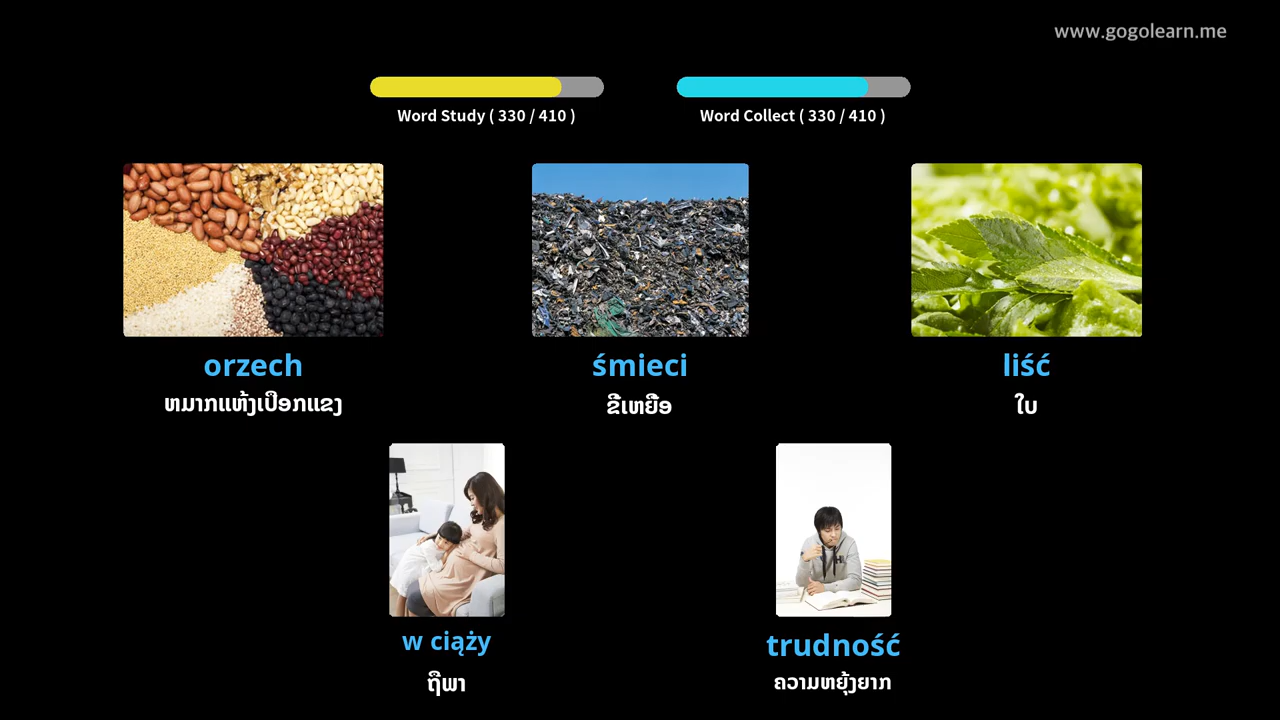 www.gogolearn.me
Word Study ( 330 / 410 )
Word Collect ( 330 / 410 )
orzech
ຫມາກແຫ້ງເປືອກແຂງ
śmieci
ຂີ້ເຫຍື້ອ
liść
ໃບ
w ciąży
ຖືພາ
trudność
ຄວາມຫຍຸ້ງຍາກ